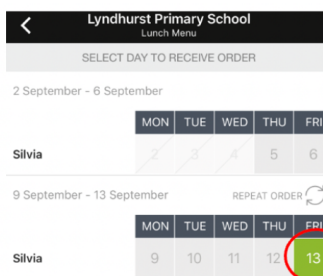 Lyndhurst Primary School
Lunch Menu
SELECT DAY TO RECEIVE ORDER
2 September - 6 September
MON TUE WED THU FRI
Silvia 2 3 4 5 6
9 September - 13 September REPEAT ORDER
MON TUE WED THU FRI
Silvia 9 10 11 12 13